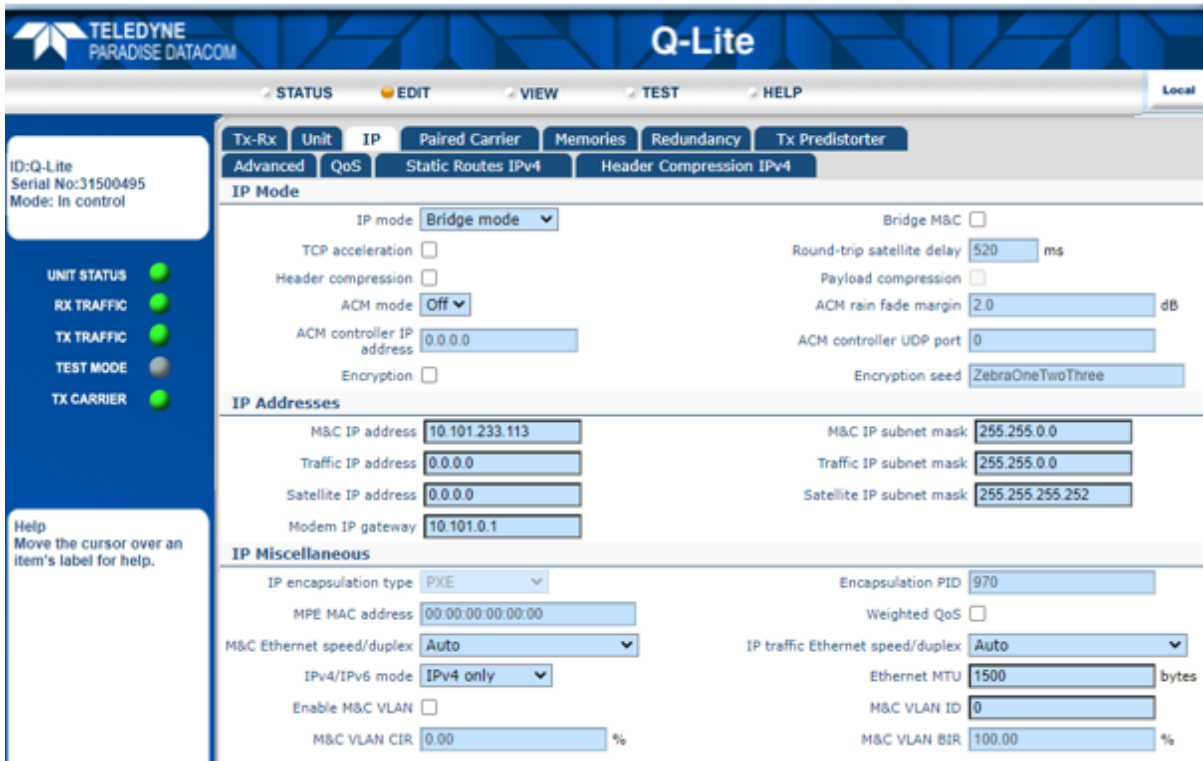 TELEDYNE
PARADISE DATACOM
Q-Lite
STATUS EDIT VIEW TEST HELP Local
Tx-Rx Unit IP Paired Carrier Memories Redundancy Tx Predistorter
Advanced QoS Static Routes IPv4 Header Compression IPv4
ID:Q-Lite
Serial No:31500495
Mode: In control
UNIT STATUS
RX TRAFFIC
TX TRAFFIC
TEST MODE
TX CARRIER
Help
Move the cursor over an
item's label for help.
IP Mode
IP mode Bridge mode Bridge M&C
TCP acceleration Round-trip satellite delay 520 ms
Header compression Payload compression
ACM mode Off ACM rain fade margin 2.0 dB
ACM controller IP
address 0.0.0.0 ACM controller UDP port 0
Encryption Encryption seed ZebraOneTwoThree
IP Addresses
M&C IP address 10.101.233.113 M&C IP subnet mask 255.255.0.0
Traffic IP address 0.0.0.0 Traffic IP subnet mask 255.255.0.0
Satellite IP address 0.0.0.0 Satellite IP subnet mask 255.255.255.252
Modem IP gateway 10.101.0.1
IP Miscellaneous
IP encapsulation type PXE Encapsulation PID 970
MPE MAC address 00:00:00:00:00:00 Weighted QoS
M&C Ethernet speed/duplex Auto IP traffic Ethernet speed/duplex Auto
IPv4/IPv6 mode IPv4 only Ethernet MTU 1500 bytes
Enable M&C VLAN M&C VLAN ID 0
M&C VLAN CIR 0.00 % M&C VLAN BIR 100.00 %